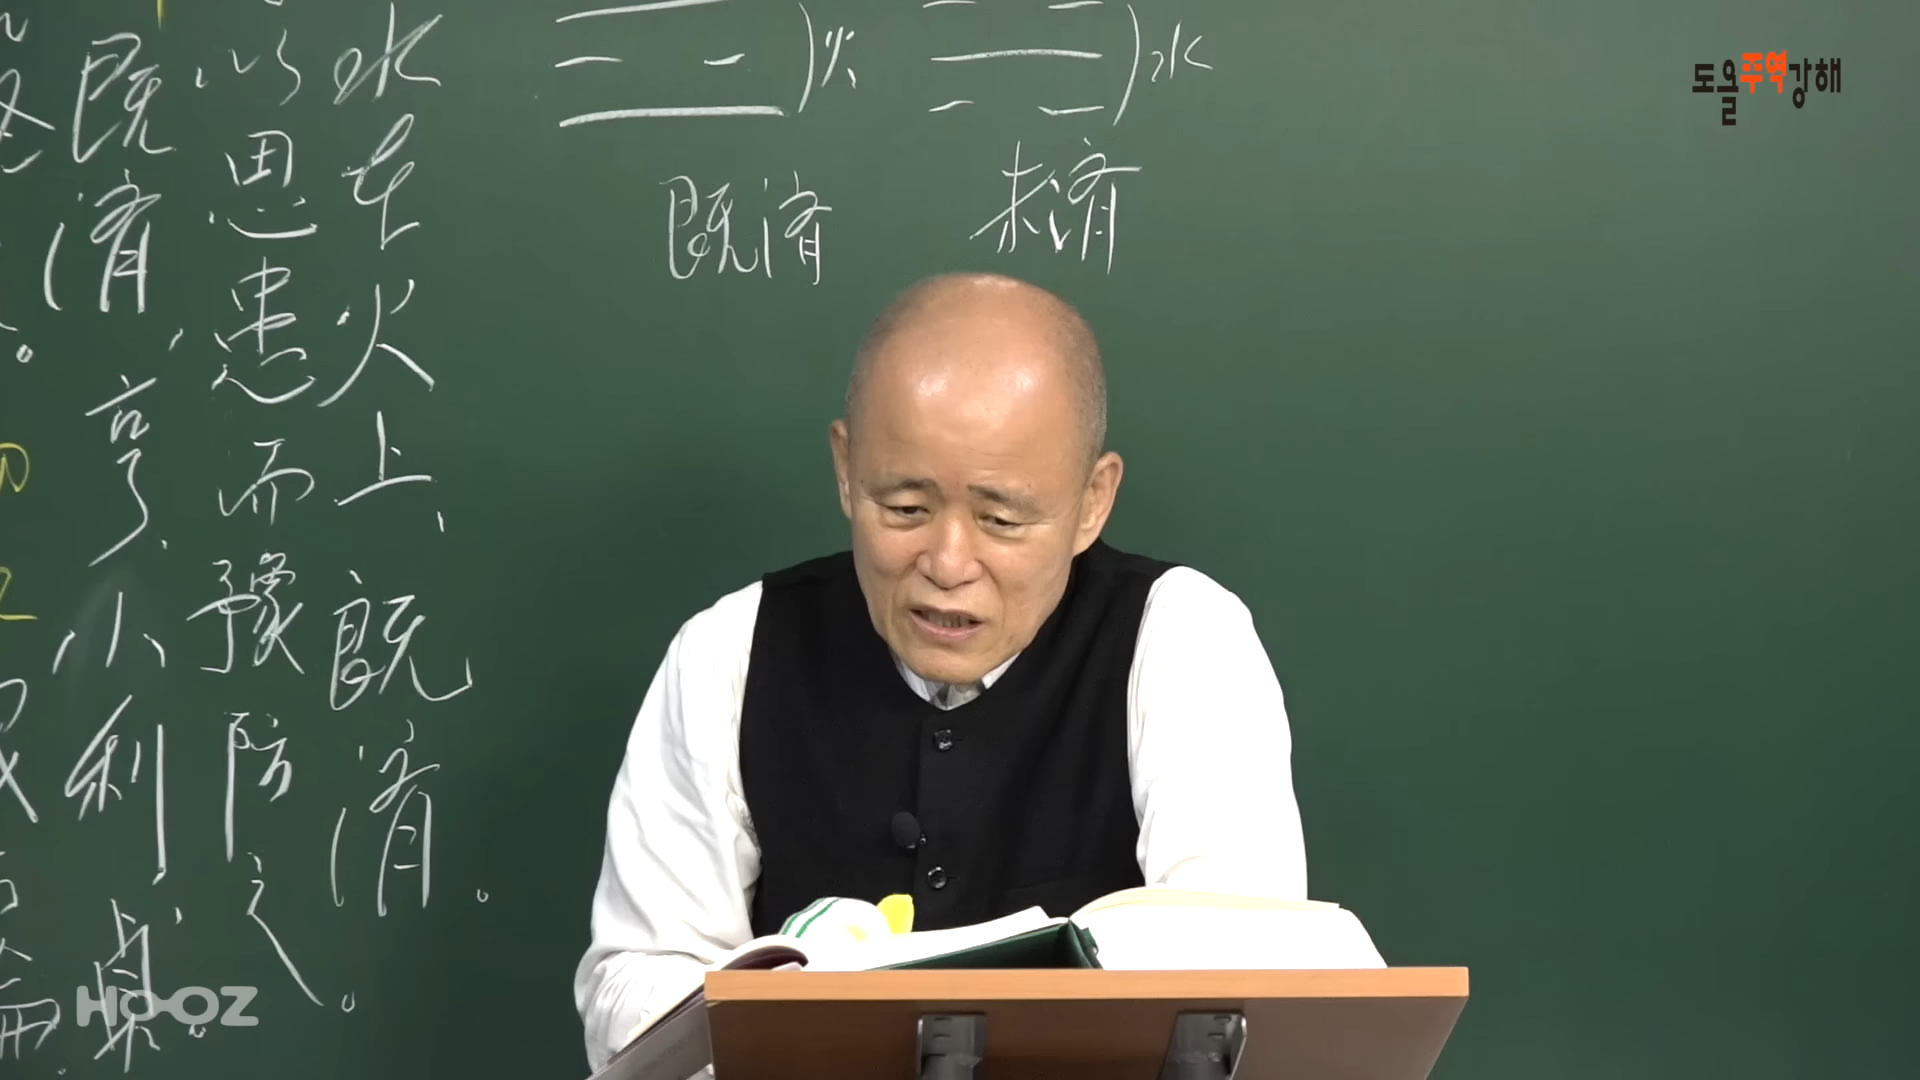 水在火上、既濟。
以思患而豫防之。
既濟、亨、小利貞。
火
水
既濟
未濟
도올주역강해
HOOZ